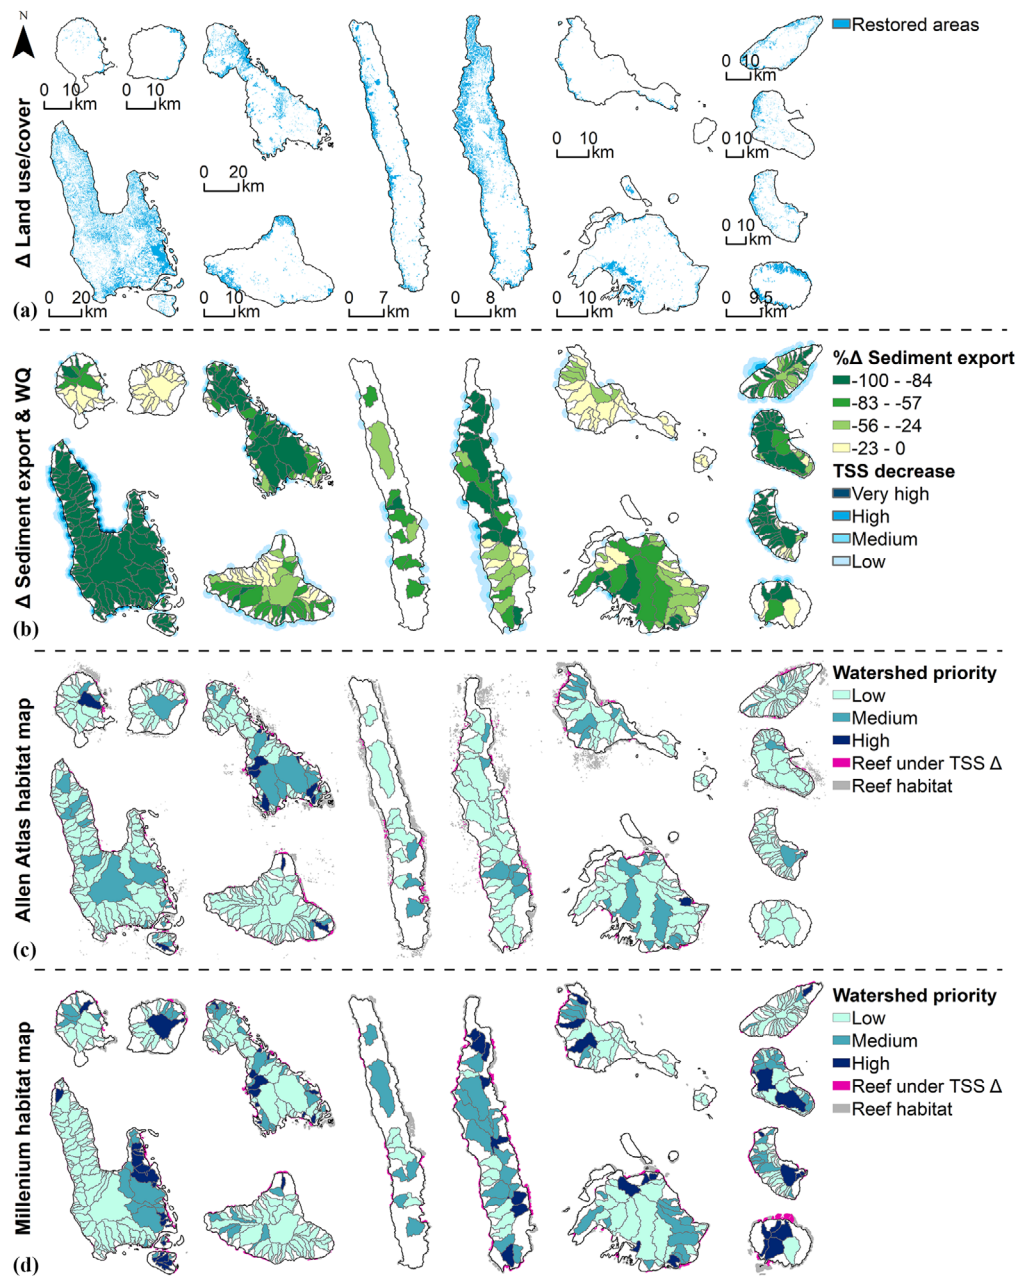 N
Restored areas
0 10
km
0 10
km
0 10
km
0 10
km
0 10
km
0 20
km
0 10
km
Δ Land use/cover
(a)
0 20
km
0 10
km
0 7
km
0 8
km
0 10
km
0 9.5
km
%Δ Sediment export
-100 - -84
-83 - -57
-56 - -24
-23 - 0
TSS decrease
Very high
High
Medium
Low
Δ Sediment export & WQ
(b)
Watershed priority
Low
Medium
High
Reef under TSS Δ
Reef habitat
Allen Atlas habitat map
(c)
Watershed priority
Low
Medium
High
Reef under TSS Δ
Reef habitat
Millenium habitat map
(d)